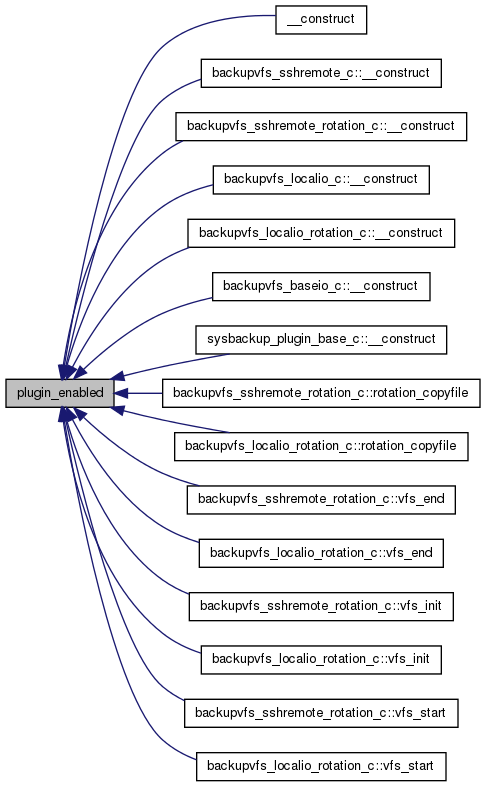 __construct
backupvfs_sshremote_c::__construct
backupvfs_sshremote_rotation_c::__construct
backupvfs_localio_c::__construct
backupvfs_localio_rotation_c::__construct
backupvfs_baseio_c::__construct
sysbackup_plugin_base_c::__construct
plugin_enabled
backupvfs_sshremote_rotation_c::rotation_copyfile
backupvfs_localio_rotation_c::rotation_copyfile
backupvfs_sshremote_rotation_c::vfs_end
backupvfs_localio_rotation_c::vfs_end
backupvfs_sshremote_rotation_c::vfs_init
backupvfs_localio_rotation_c::vfs_init
backupvfs_sshremote_rotation_c::vfs_start
backupvfs_localio_rotation_c::vfs_start